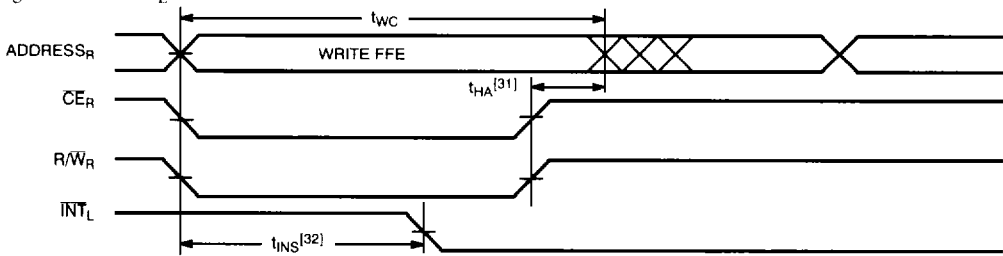 tWC
ADDRESSR
WRITE FFE
tHA[31]
CER
R/WR
INTL
tINS[32]